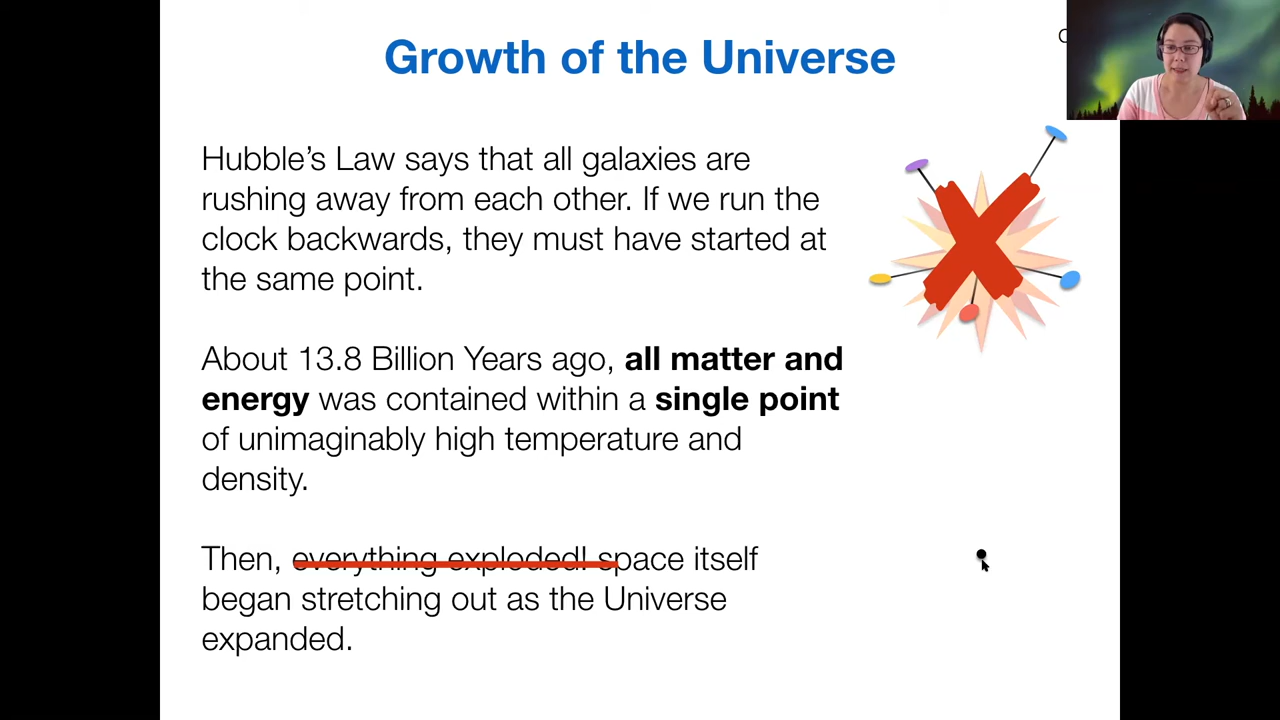 Growth of the Universe
Hubble’s Law says that all galaxies are
rushing away from each other. If we run the
clock backwards, they must have started at
the same point.
About 13.8 Billion Years ago, all matter and
energy was contained within a single point
of unimaginably high temperature and
density.
Then, everything exploded! space itself
began stretching out as the Universe
expanded.